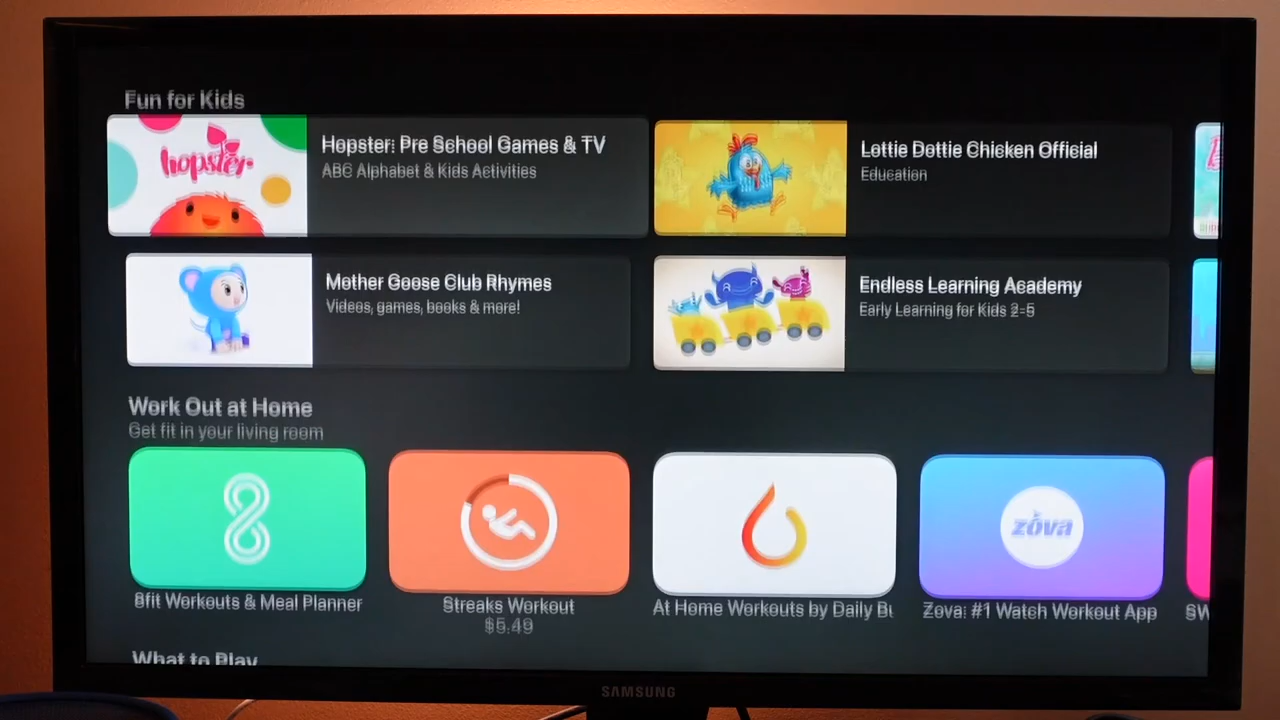 Fun for Kids
hopster
Hopster: Pre School Games & TV
ABC Alphabet & Kids Activities
Lottie Dottie Chicken Official
Education
Mother Goose Club Rhymes
Videos, games, books & more!
Endless Learning Academy
Early Learning for Kids 2-5
Work Out at Home
Get fit in your living room
zova
8fit Workouts & Meal Planner
Streaks Workout
$5.49
At Home Workouts by Daily Bu
Zova: #1 Watch Workout App
SW
What to Play
SAMSUNG